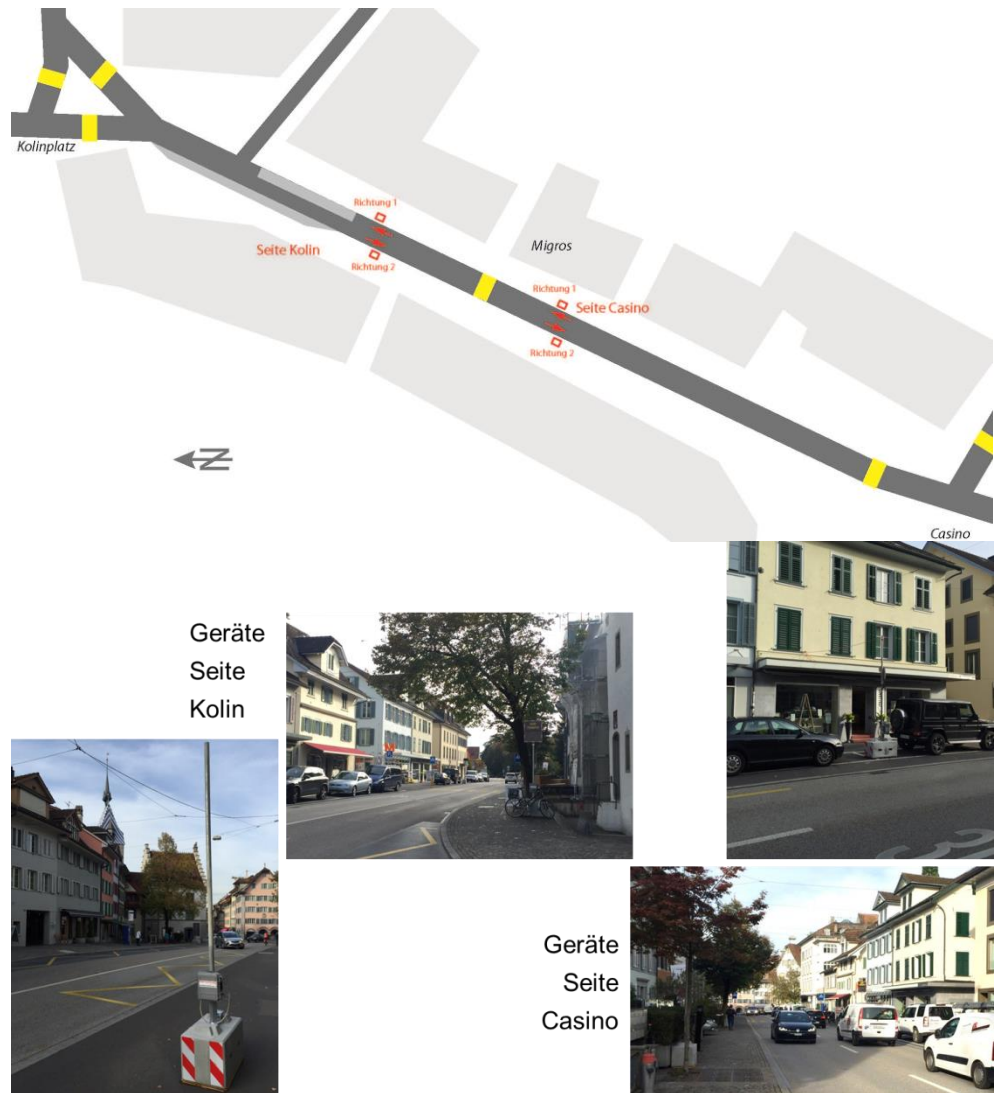 Kolinplatz
Richtung 1
Seite Kolin
Richtung 2
Migros
Richtung 1
Seite Casino
Richtung 2
N
Casino
Geräte
Seite
Kolin
Geräte
Seite
Casino